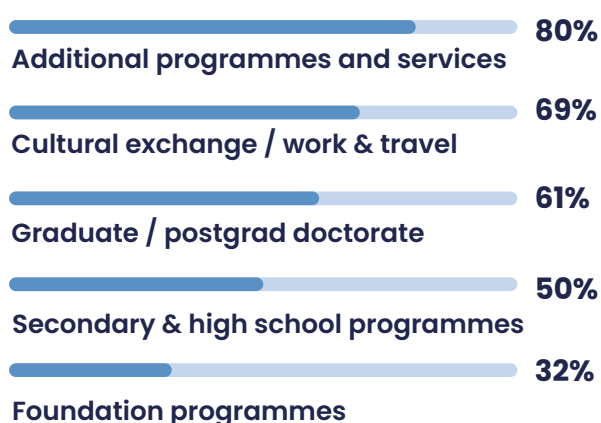 80%
Additional programmes and services
69%
Cultural exchange / work & travel
61%
Graduate / postgrad doctorate
50%
Secondary & high school programmes
32%
Foundation programmes